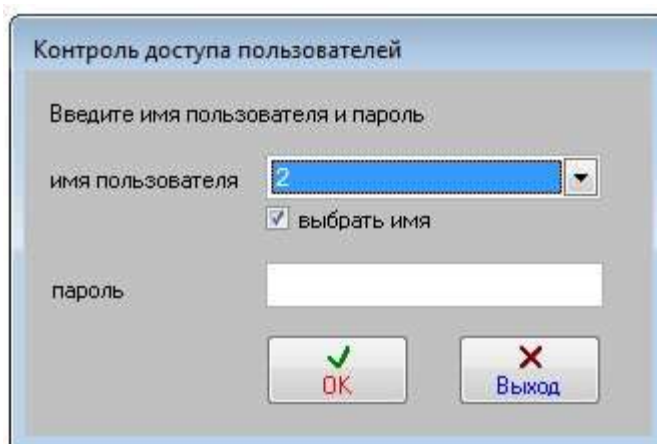 Контроль доступа пользователей
Введите имя пользователя и пароль
имя пользователя 2
выбрать имя
пароль
OK Выход